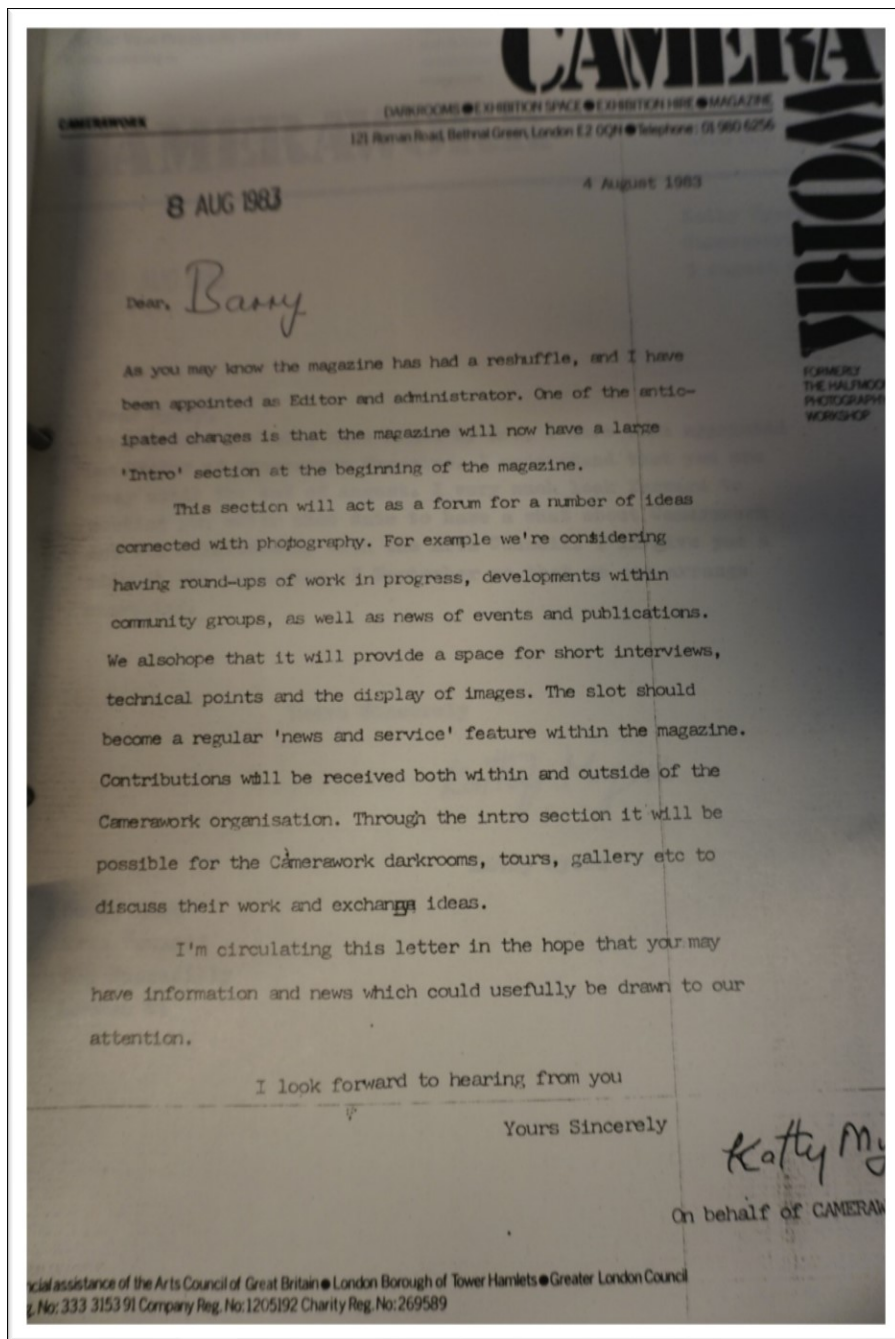 CAMERA
WORK
CAMERAWORK
DARKROOMS ● EXHIBITION SPACE ● EXHIBITION HIRE ● MAGAZINE
121 Roman Road, Bethnal Green, London E2 0QN ● Telephone: 01 980 6256
4 August 1983
8 AUG 1983
FORMERLY
THE HALFMOO
PHOTOGRAPHY
WORKSHOP
Dear, Barry
As you may know the magazine has had a reshuffle, and I have
been appointed as Editor and administrator. One of the antic-
ipated changes is that the magazine will now have a large
'Intro' section at the beginning of the magazine.
This section will act as a forum for a number of ideas
connected with photography. For example we're considering
having round-ups of work in progress, developments within
community groups, as well as news of events and publications.
We alsohope that it will provide a space for short interviews,
technical points and the display of images. The slot should
become a regular 'news and service' feature within the magazine.
Contributions will be received both within and outside of the
Camerawork organisation. Through the intro section it will be
possible for the Camerawork darkrooms, tours, gallery etc to
discuss their work and exchange ideas.
I'm circulating this letter in the hope that you may
have information and news which could usefully be drawn to our
attention.
I look forward to hearing from you
Yours Sincerely
Katty My
On behalf of CAMERAW
ncial assistance of the Arts Council of Great Britain ● London Borough of Tower Hamlets ● Greater London Council
g. No: 333 3153 91 Company Reg. No: 1205192 Charity Reg. No: 269589